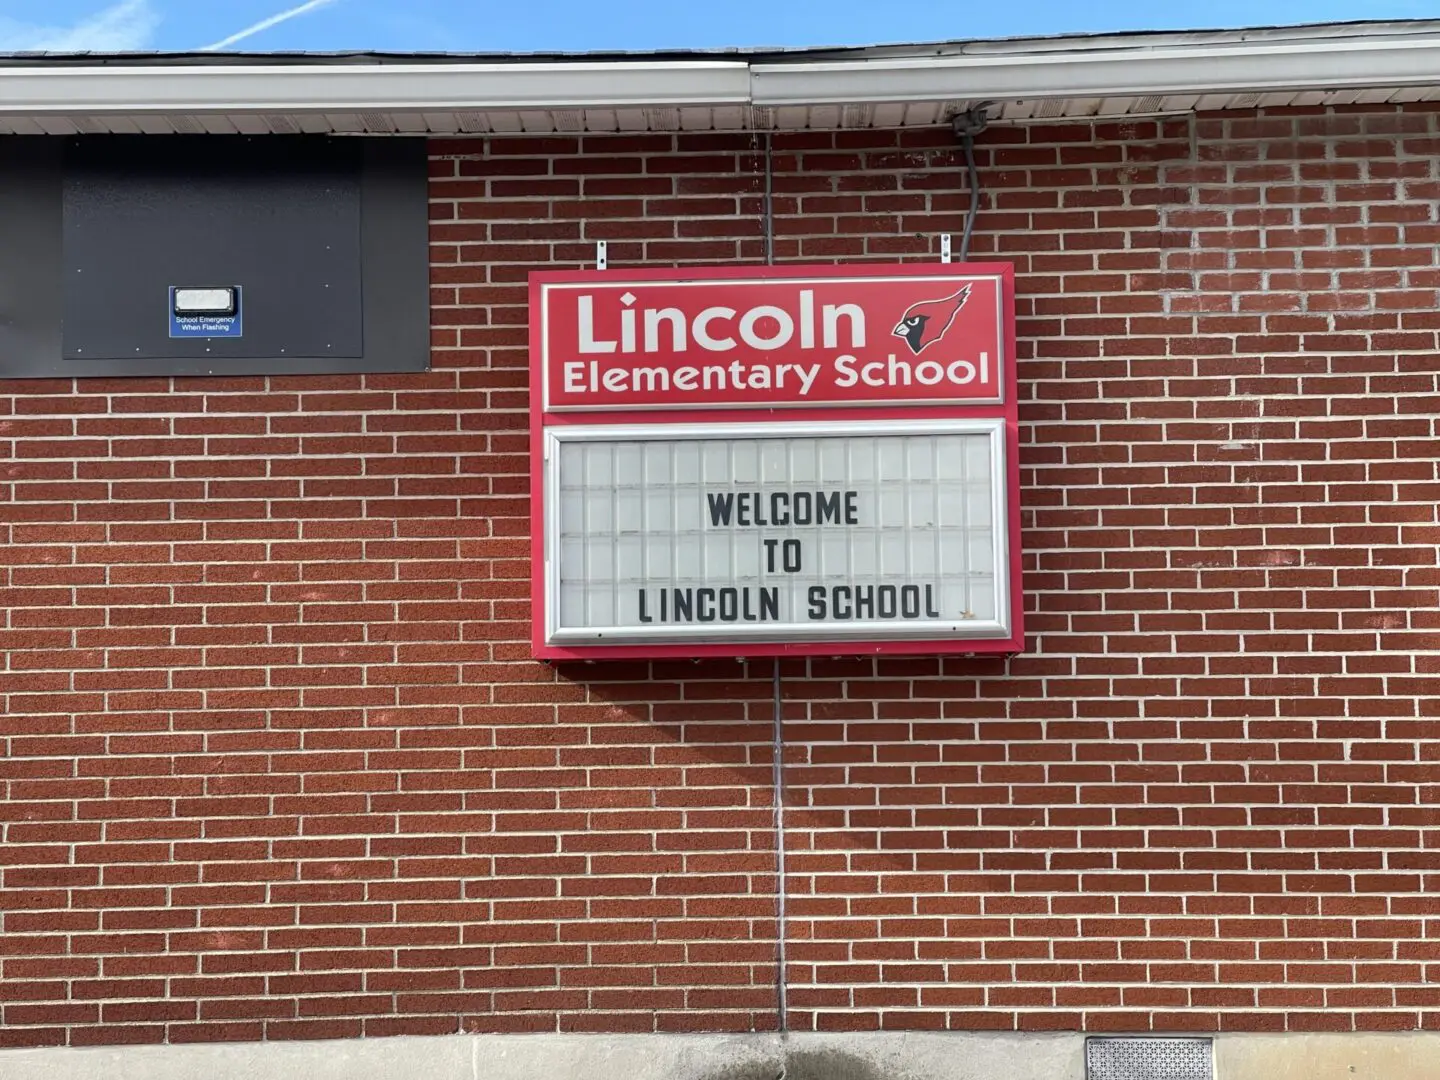 School Emergency
When Flashing
Lincoln
Elementary School
WELCOME
TO
LINCOLN SCHOOL